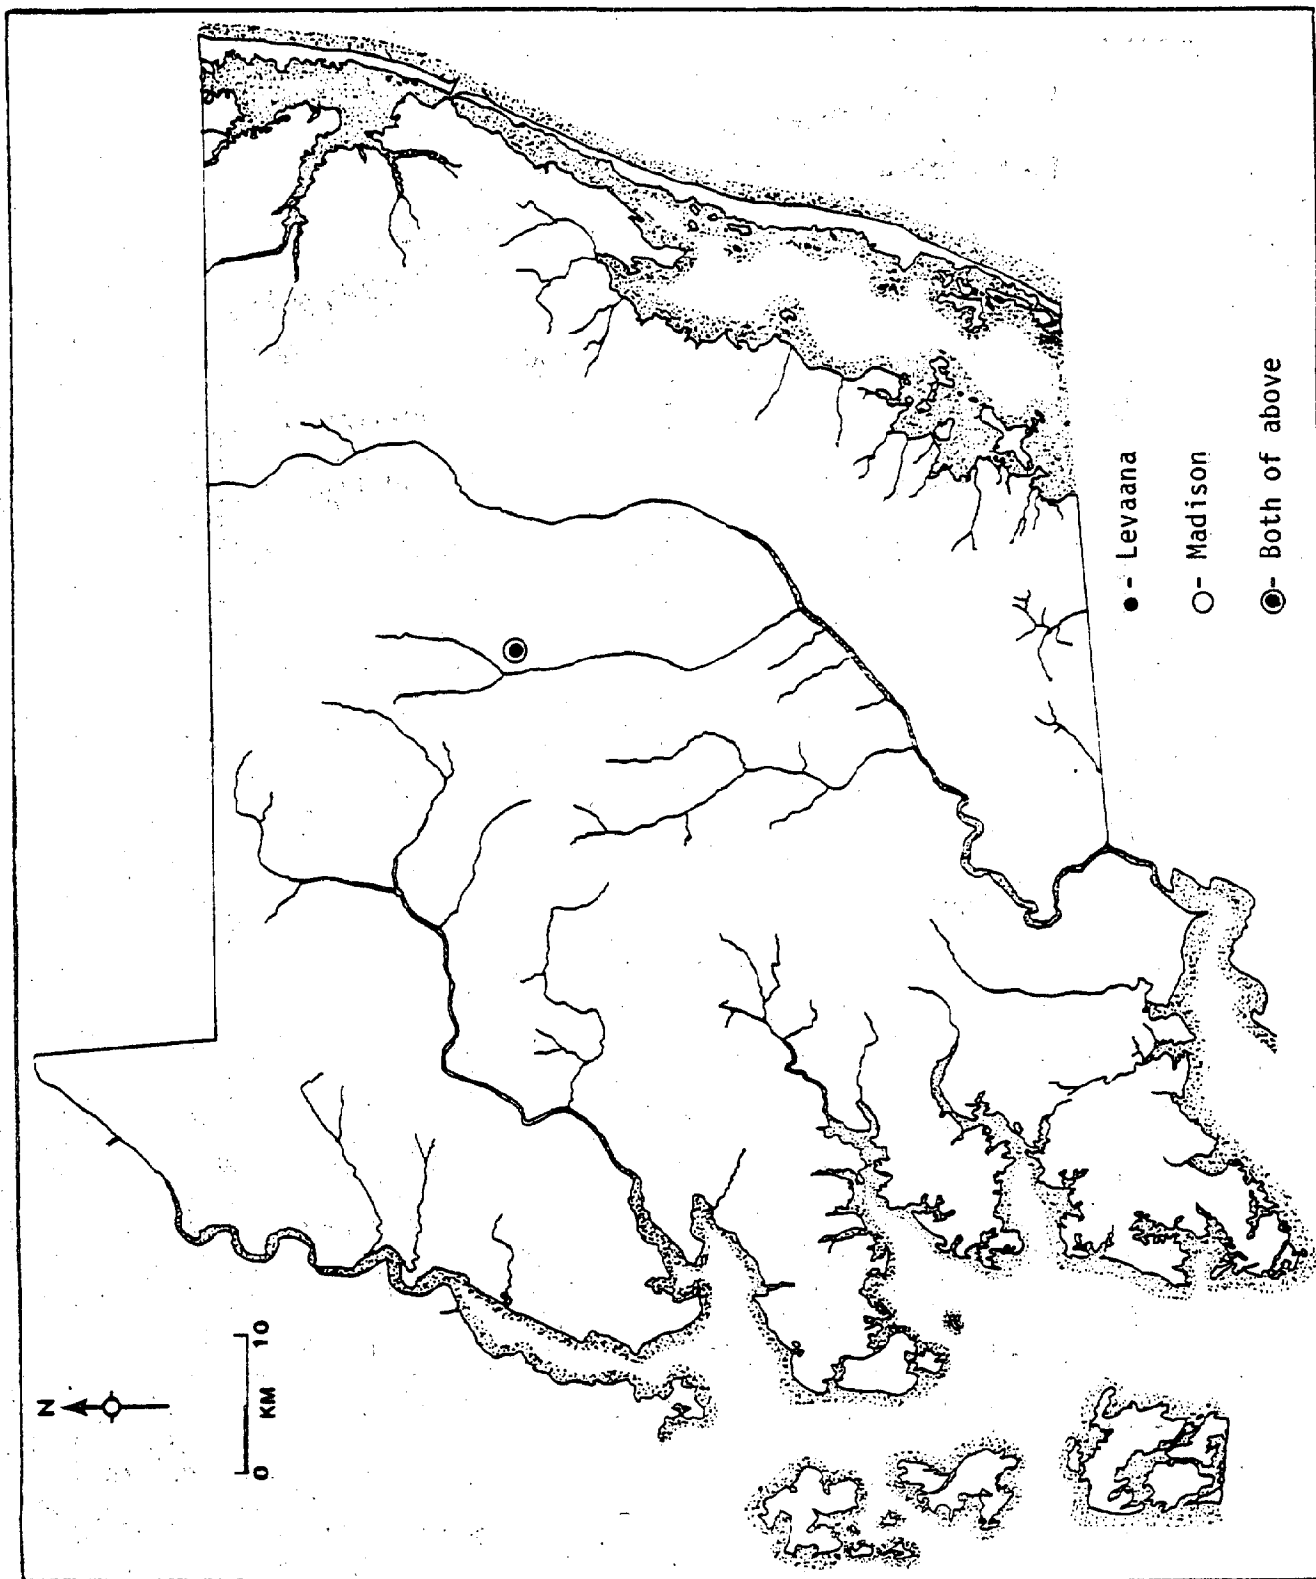 N
0 10
KM
● - Levaana
○ - Madison
◉ - Both of above